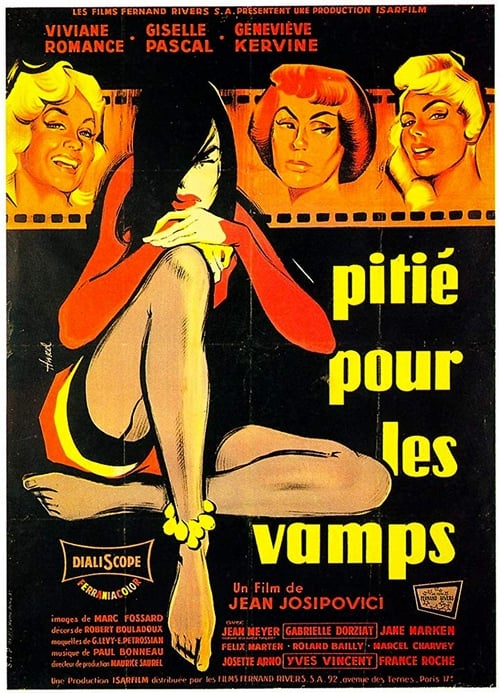 LES FILMS FERNAND RIVERS S.A. PRÉSENTENT UNE PRODUCTION ISARFILM
VIVIANE ROMANCE
GISELLE PASCAL
GENEVIÈVE KERVINE
pitié
pour
les
vamps
Hurel
DIALISCOPE
FERRANIACOLOR
Un Film de
JEAN JOSIPOVICI
FERNAND RIVERS
images de MARC FOSSARD
décors de ROBERT BOULADOUX
maquettes de G. LEVY-E. PETROSSIAN
musique de PAUL BONNEAU
directeur de production MAURICE SAUREL
avec
JEAN MEYER GABRIELLE DORZIAT JANE MARKEN
FELIX MARTEN - ROLAND BAILLY - MARCEL CHARVEY
JOSETTE ARNO YVES VINCENT FRANCE ROCHE
Une Production ISARFILM distribuée par les FILMS FERNAND RIVERS. S.A. 92, avenue des Ternes. Paris 17e